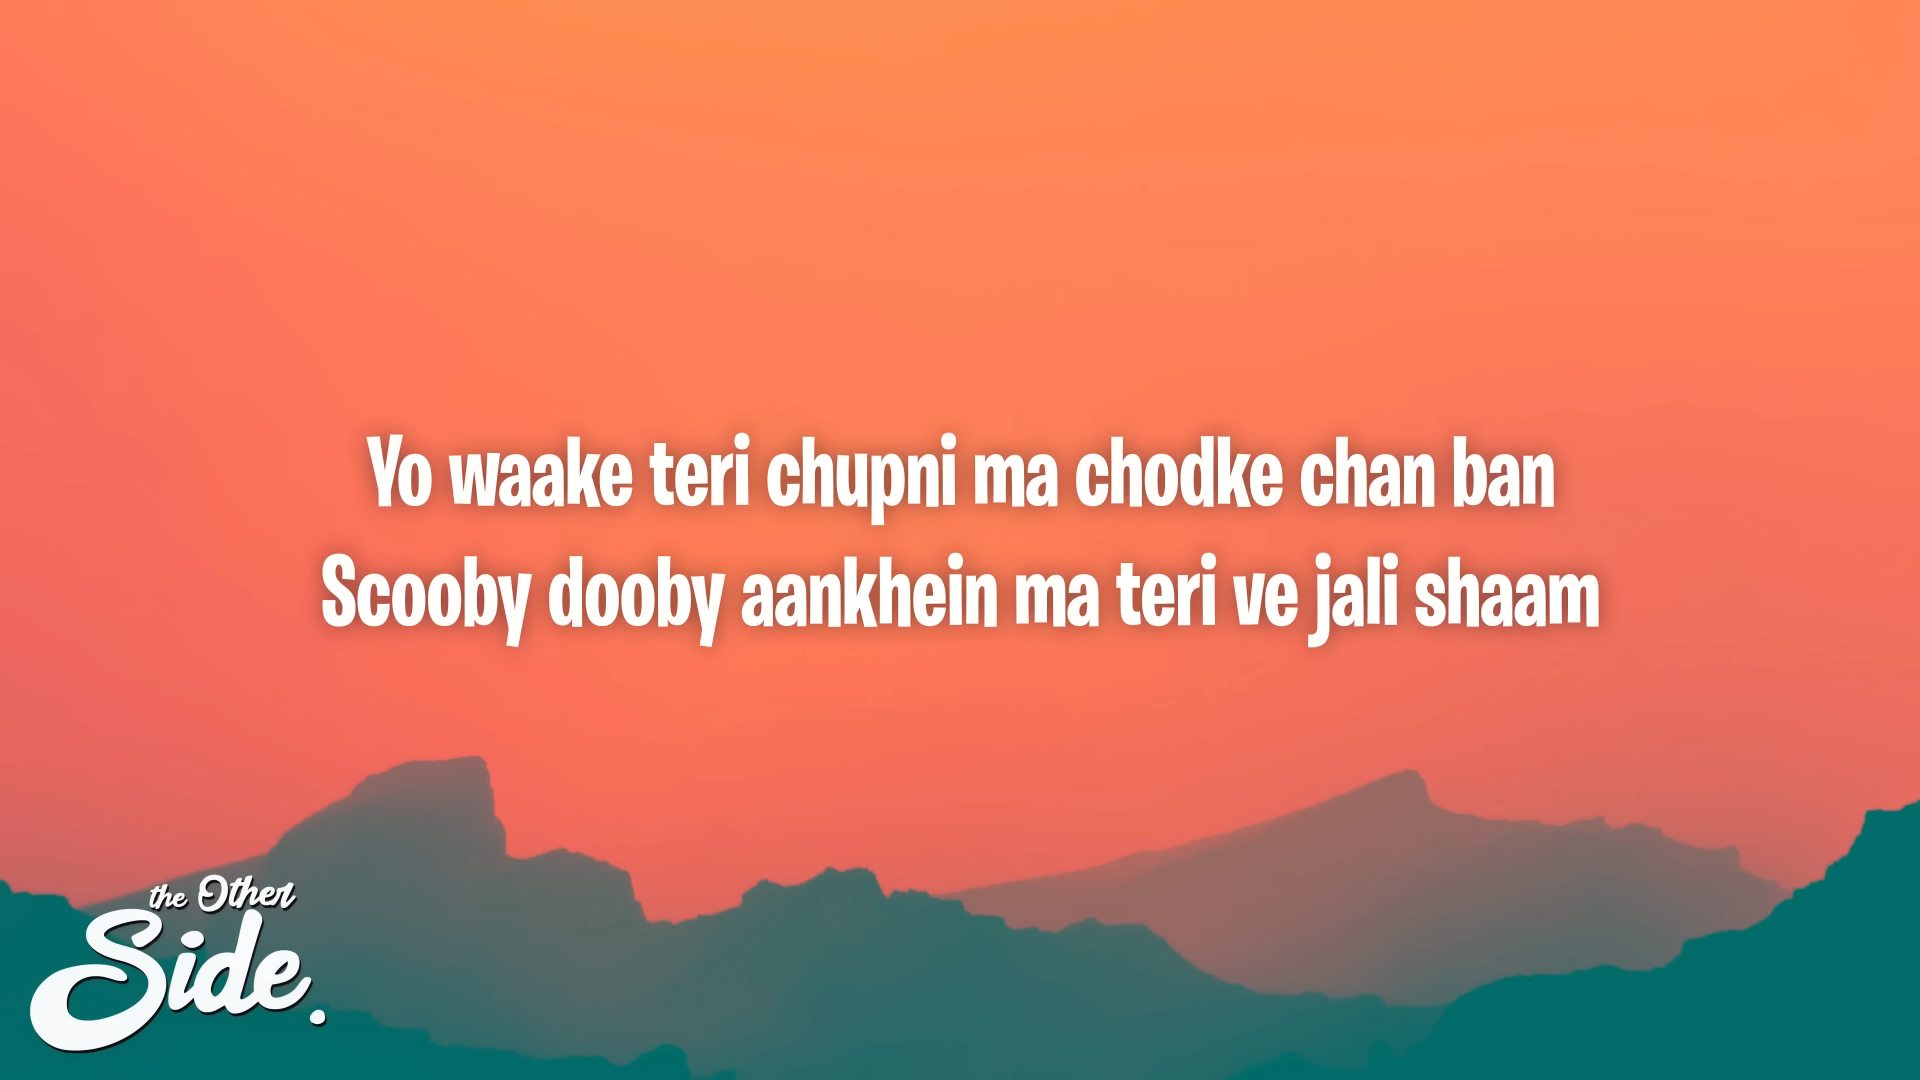 Yo waake teri chupni ma chodke chan ban
Scooby dooby aankhein ma teri ve jali shaam
the Other
Side.